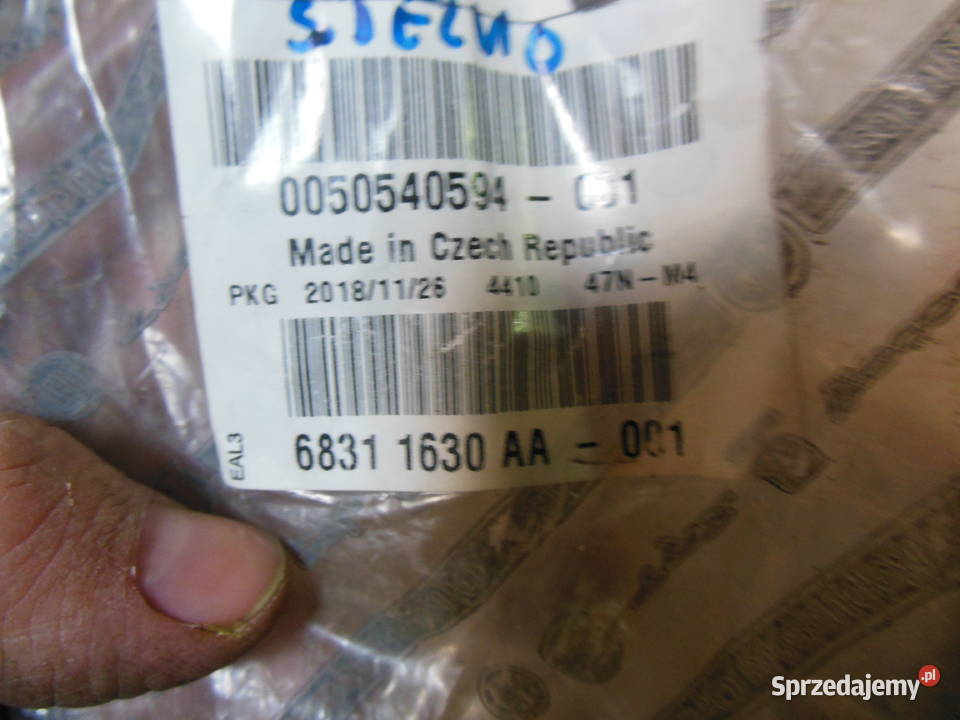 STELNO
0050540594 - 001
Made in Czech Republic
PKG 2018/11/26 4410 47N-M4
6831 1630 AA - 001
EAL3
Sprzedajemy.pl